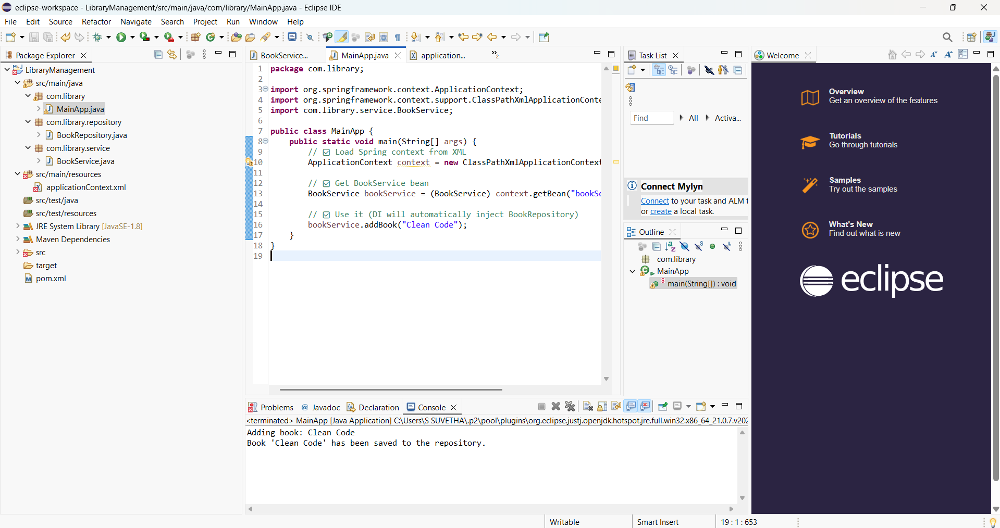 eclipse-workspace - LibraryManagement/src/main/java/com/library/MainApp.java - Eclipse IDE
File Edit Source Refactor Navigate Search Project Run Window Help
Package Explorer
LibraryManagement
src/main/java
com.library
MainApp.java
com.library.repository
BookRepository.java
com.library.service
BookService.java
src/main/resources
applicationContext.xml
src/test/java
src/test/resources
JRE System Library [JavaSE-1.8]
Maven Dependencies
src
target
pom.xml
BookService... MainApp.java application... »2
1 package com.library;
2
3 import org.springframework.context.ApplicationContext;
4 import org.springframework.context.support.ClassPathXmlApplicationConte
5 import com.library.service.BookService;
6
7 public class MainApp {
8 public static void main(String[] args) {
9 // ☑ Load Spring context from XML
10 ApplicationContext context = new ClassPathXmlApplicationContext
11
12 // ☑ Get BookService bean
13 BookService bookService = (BookService) context.getBean("bookSe
14
15 // ☑ Use it (DI will automatically inject BookRepository)
16 bookService.addBook("Clean Code");
17 }
18 }
19
Problems @ Javadoc Declaration Console
<terminated> MainApp [Java Application] C:\Users\S SUVETHA\.p2\pool\plugins\org.eclipse.justj.openjdk.hotspot.jre.full.win32.x86_64_21.0.7.v202
Adding book: Clean Code
Book 'Clean Code' has been saved to the repository.
Task List
Find All Activa...
Connect Mylyn
Connect to your task and ALM t
or create a local task.
Outline
com.library
MainApp
main(String[]) : void
Welcome
Overview
Get an overview of the features
Tutorials
Go through tutorials
Samples
Try out the samples
What's New
Find out what is new
eclipse
Writable Smart Insert 19 : 1 : 653